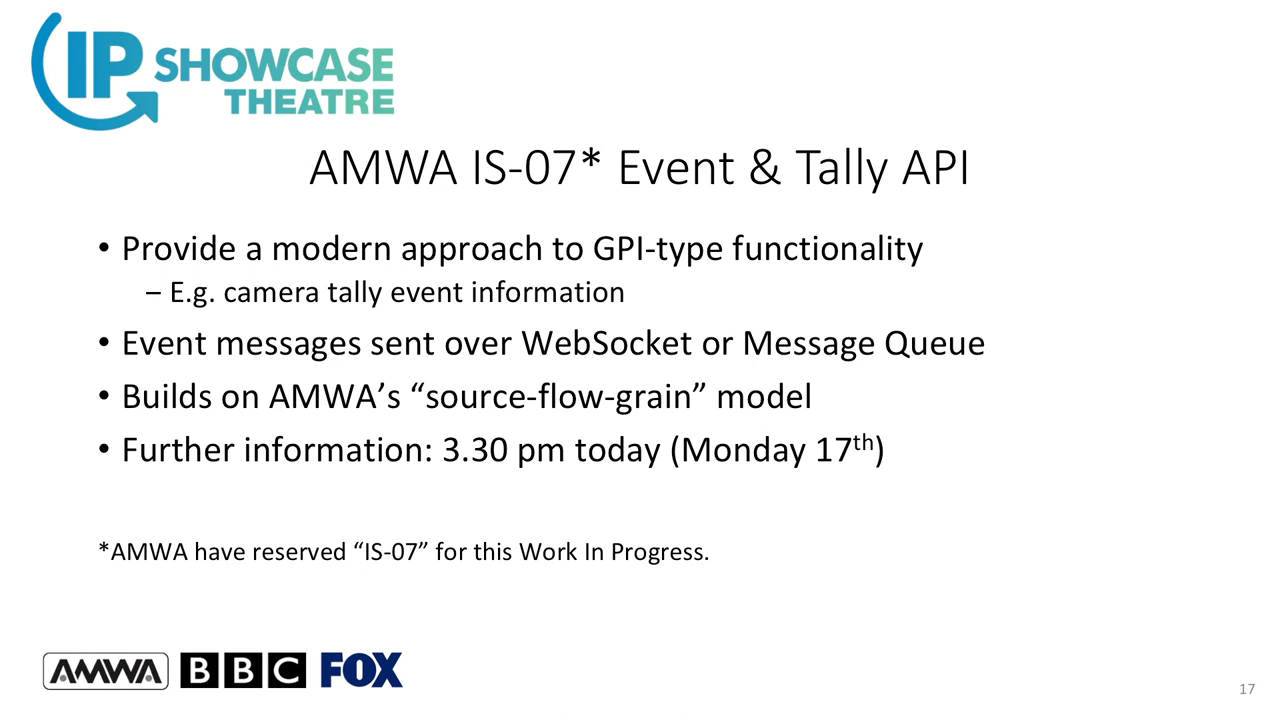 IP SHOWCASE
THEATRE
AMWA IS-07* Event & Tally API
• Provide a modern approach to GPI-type functionality
– E.g. camera tally event information
• Event messages sent over WebSocket or Message Queue
• Builds on AMWA’s “source-flow-grain” model
• Further information: 3.30 pm today (Monday 17th)
*AMWA have reserved “IS-07” for this Work In Progress.
AMWA BBC FOX
17